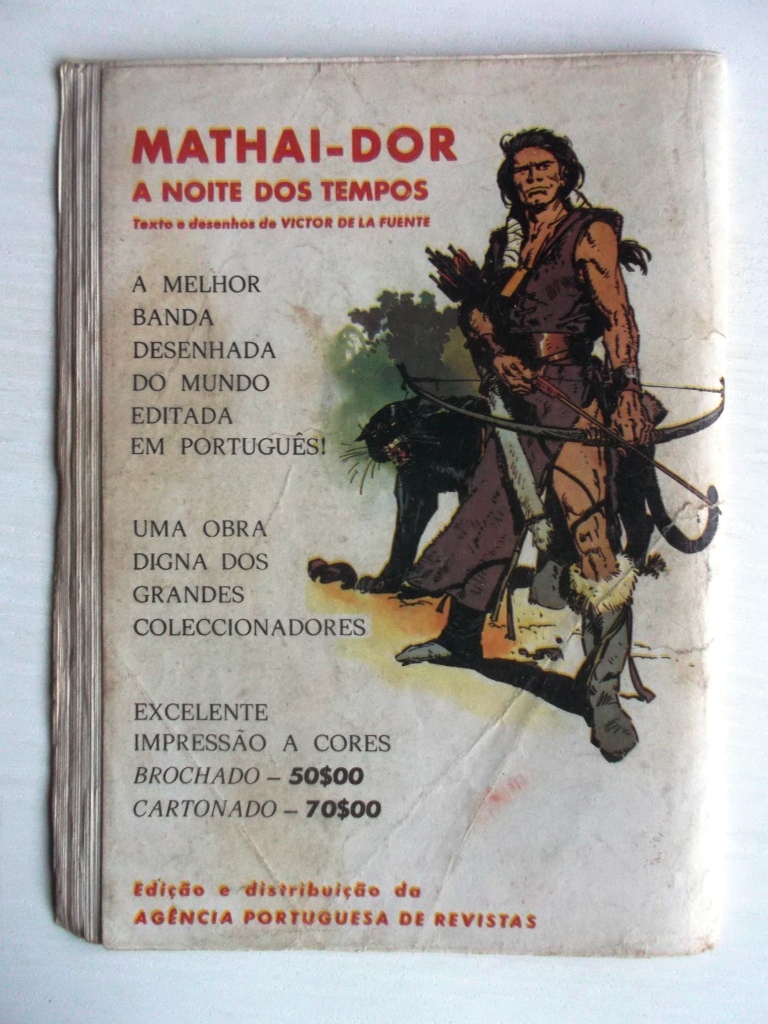 MATHAI-DOR
A NOITE DOS TEMPOS
Texto e desenhos de VICTOR DE LA FUENTE
A MELHOR
BANDA
DESENHADA
DO MUNDO
EDITADA
EM PORTUGUÊS!
UMA OBRA
DIGNA DOS
GRANDES
COLECCIONADORES
EXCELENTE
IMPRESSÃO A CORES
BROCHADO – 50$00
CARTONADO – 70$00
Edição e distribuição da
AGÊNCIA PORTUGUESA DE REVISTAS